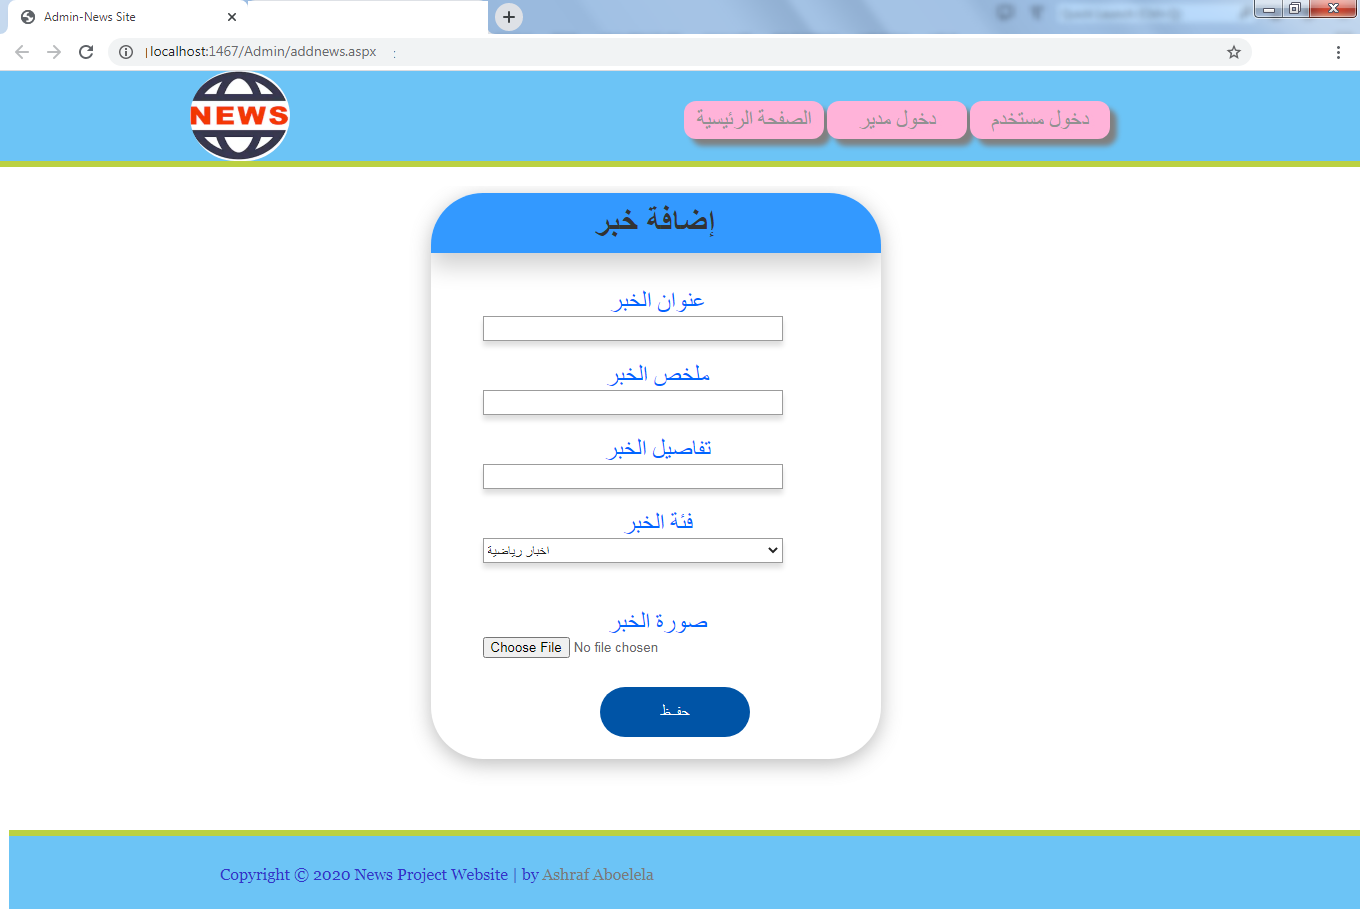 Admin-News Site
localhost:1467/Admin/addnews.aspx
NEWS
دخول مستخدم
دخول مدير
الصفحة الرئيسية
إضافة خبر
عنوان الخبر
ملخص الخبر
تفاصيل الخبر
فئة الخبر
اخبار رياضية
صورة الخبر
Choose File No file chosen
حفــظ
Copyright © 2020 News Project Website | by Ashraf Aboelela